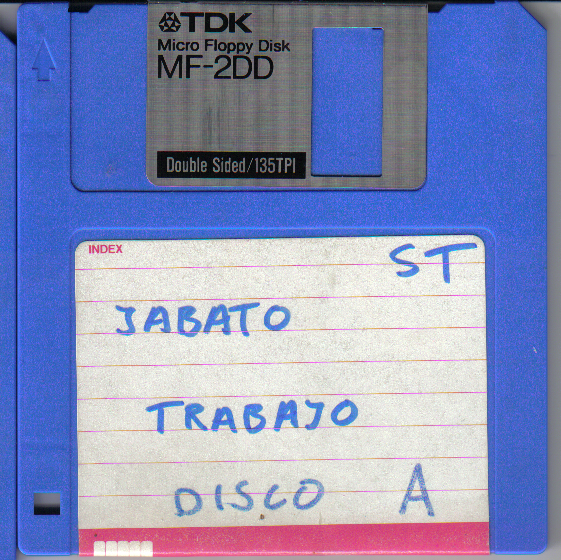 TDK
Micro Floppy Disk
MF-2DD
Double Sided/135TPI
INDEX
ST
JABATO
TRABAJO
DISCO A